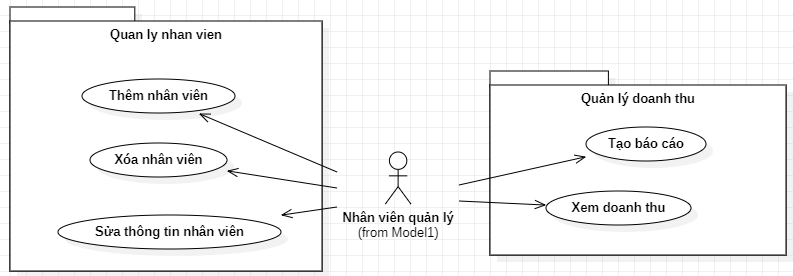 Quan ly nhan vien
Thêm nhân viên
Xóa nhân viên
Sửa thông tin nhân viên
Nhân viên quản lý
(from Model1)
Quản lý doanh thu
Tạo báo cáo
Xem doanh thu